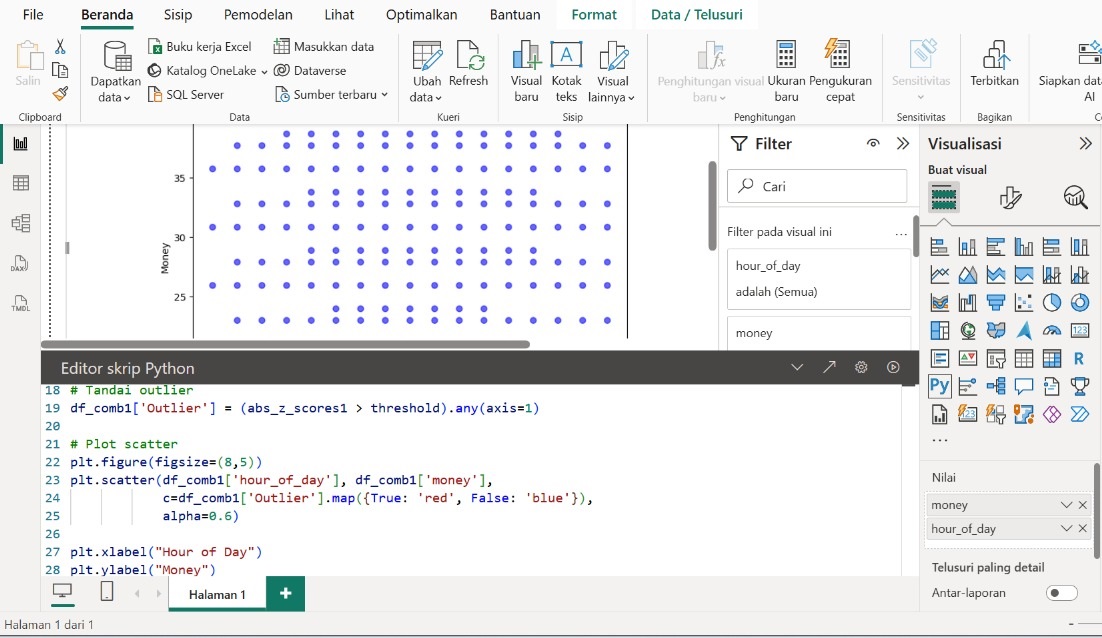 File Beranda Sisip Pemodelan Lihat Optimalkan Bantuan Format Data / Telusuri
Salin
Clipboard
Dapatkan data
Buku kerja Excel
Katalog OneLake
SQL Server
Masukkan data
Dataverse
Sumber terbaru
Data
Ubah data
Refresh
Kueri
Visual baru
Kotak teks
A
Visual lainnya
Sisip
Penghitungan visual baru
fx
Ukuran baru
Pengukuran cepat
Penghitungan
Sensitivitas
Sensitivitas
Terbitkan
Bagikan
Siapkan dat
AI
DAX
TMDL
Money
35
30
25
Filter
Cari
Filter pada visual ini
...
hour_of_day
adalah (Semua)
money
Visualisasi
Buat visual
123
R
Py
123
...
Nilai
money
hour_of_day
Telusuri paling detail
Antar-laporan
Editor skrip Python
18 # Tandai outlier
19 df_comb1['Outlier'] = (abs_z_scores1 > threshold).any(axis=1)
20
21 # Plot scatter
22 plt.figure(figsize=(8,5))
23 plt.scatter(df_comb1['hour_of_day'], df_comb1['money'],
24 c=df_comb1['Outlier'].map({True: 'red', False: 'blue'}),
25 alpha=0.6)
26
27 plt.xlabel("Hour of Day")
28 plt.ylabel("Money")
Halaman 1
+
Halaman 1 dari 1